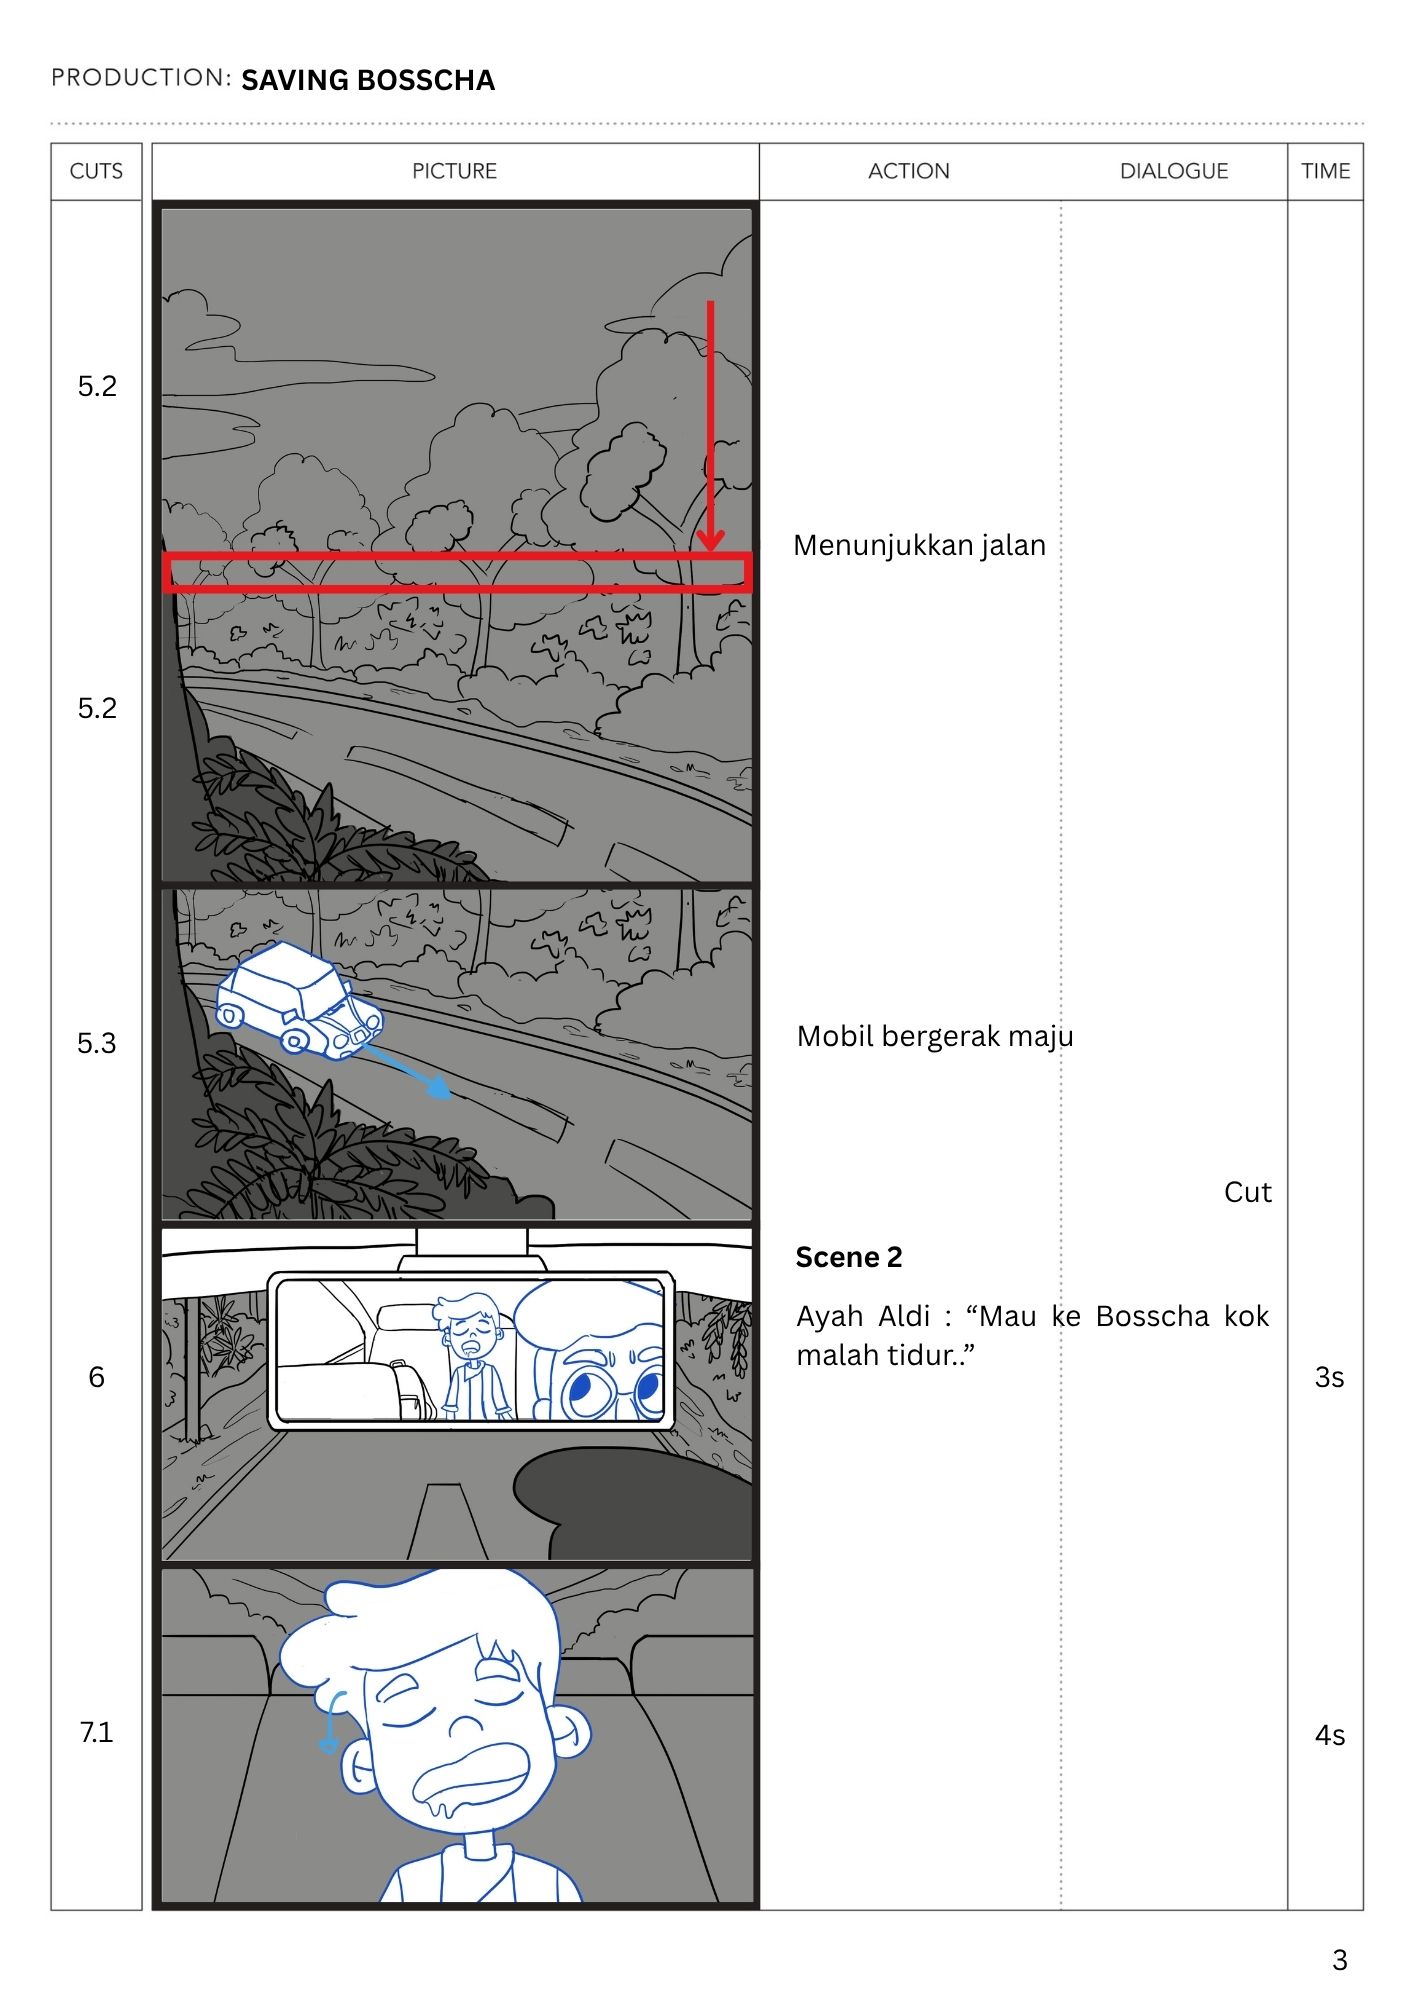 PRODUCTION: SAVING BOSSCHA
CUTS PICTURE ACTION DIALOGUE TIME
5.2
Menunjukkan jalan
5.2
5.3
Mobil bergerak maju
Cut
Scene 2
Ayah Aldi : “Mau ke Bosscha kok
malah tidur..”
6
3s
7.1
4s
3